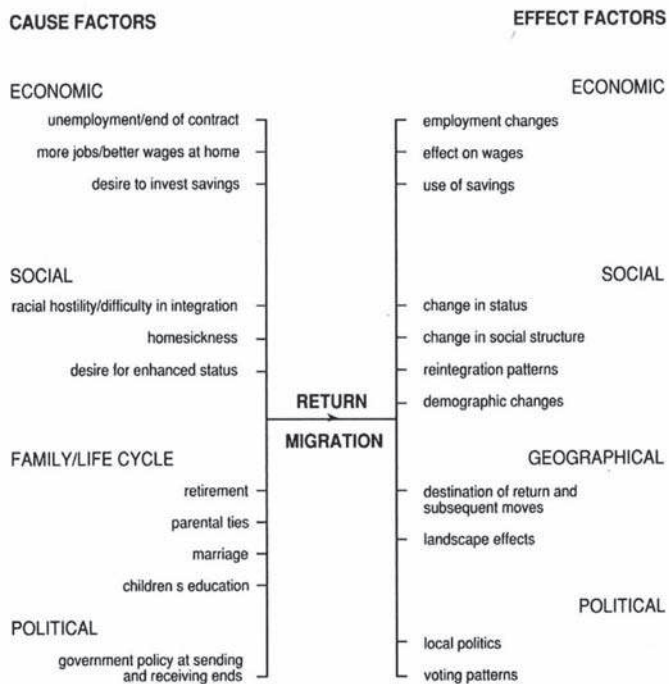 CAUSE FACTORS
EFFECT FACTORS
ECONOMIC
unemployment/end of contract
more jobs/better wages at home
desire to invest savings
SOCIAL
racial hostility/difficulty in integration
homesickness
desire for enhanced status
FAMILY/LIFE CYCLE
retirement
parental ties
marriage
children s education
POLITICAL
government policy at sending
and receiving ends
RETURN
MIGRATION
ECONOMIC
employment changes
effect on wages
use of savings
SOCIAL
change in status
change in social structure
reintegration patterns
demographic changes
GEOGRAPHICAL
destination of return and
subsequent moves
landscape effects
POLITICAL
local politics
voting patterns